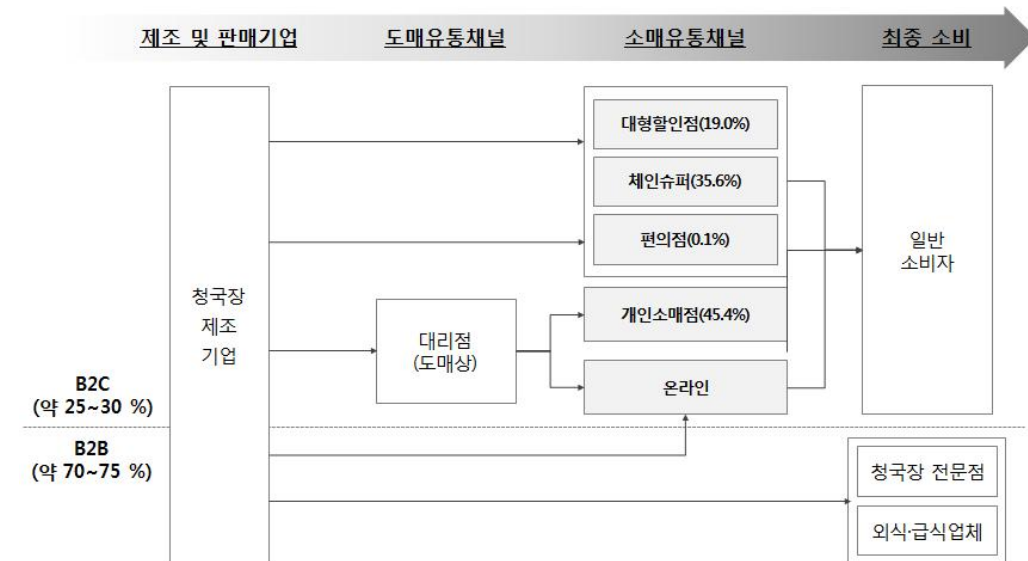 제조 및 판매기업
도매유통채널
소매유통채널
최종 소비
청국장
제조
기업
대리점
(도매상)
대형할인점(19.0%)
체인슈퍼(35.6%)
편의점(0.1%)
개인소매점(45.4%)
온라인
일반
소비자
B2C
(약 25~30 %)
B2B
(약 70~75 %)
청국장 전문점
외식·급식업체